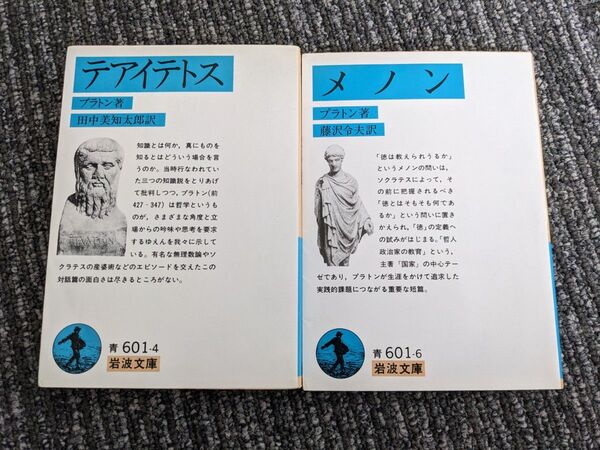 テアイテトス
プラトン著
田中美知太郎訳
知識とは何か,真にものを
知るとはどういう場合を言
うのか。当時行なわれてい
た三つの知識説をとりあげ
て批判しつつ,プラトン(前
427-347)は哲学というも
のが,さまざまな角度と立
場からの吟味や思考を要求
するゆえんを我々に示して
いる。有名な無理数論やソ
クラテスの産婆術などのエピソードを交えたこの
対話篇の面白さは尽きるところがない。
青 601-4
岩波文庫
メノン
プラトン著
藤沢令夫訳
「徳は教えられうるか」
というメノンの問いは,
ソクラテスによって,そ
の前に把握されるべき
「徳とはそもそも何であ
るか」という問いに置き
かえられ,「徳」の定義へ
の試みがはじまる。「哲人
政治家の教育」という,
主著「国家」の中心テー
ゼであり,プラトンが生涯をかけて追求した
実践的課題につながる重要な短篇。
青 601-6
岩波文庫